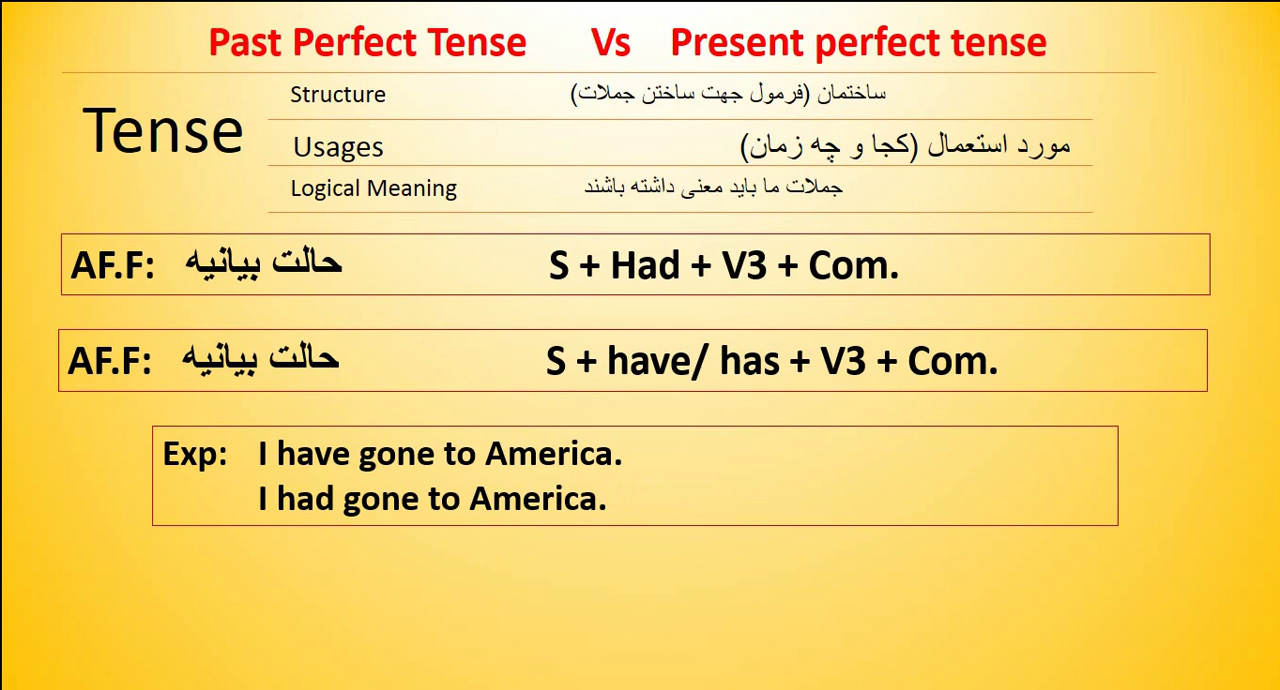 Past Perfect Tense Vs Present perfect tense
Tense
Structure ساختمان (فرمول جهت ساختن جملات)
Usages مورد استعمال (کجا و چه زمان)
Logical Meaning جملات ما باید معنی داشته باشند
AF.F: حالت بیانیه S + Had + V3 + Com.
AF.F: حالت بیانیه S + have/ has + V3 + Com.
Exp: I have gone to America.
I had gone to America.